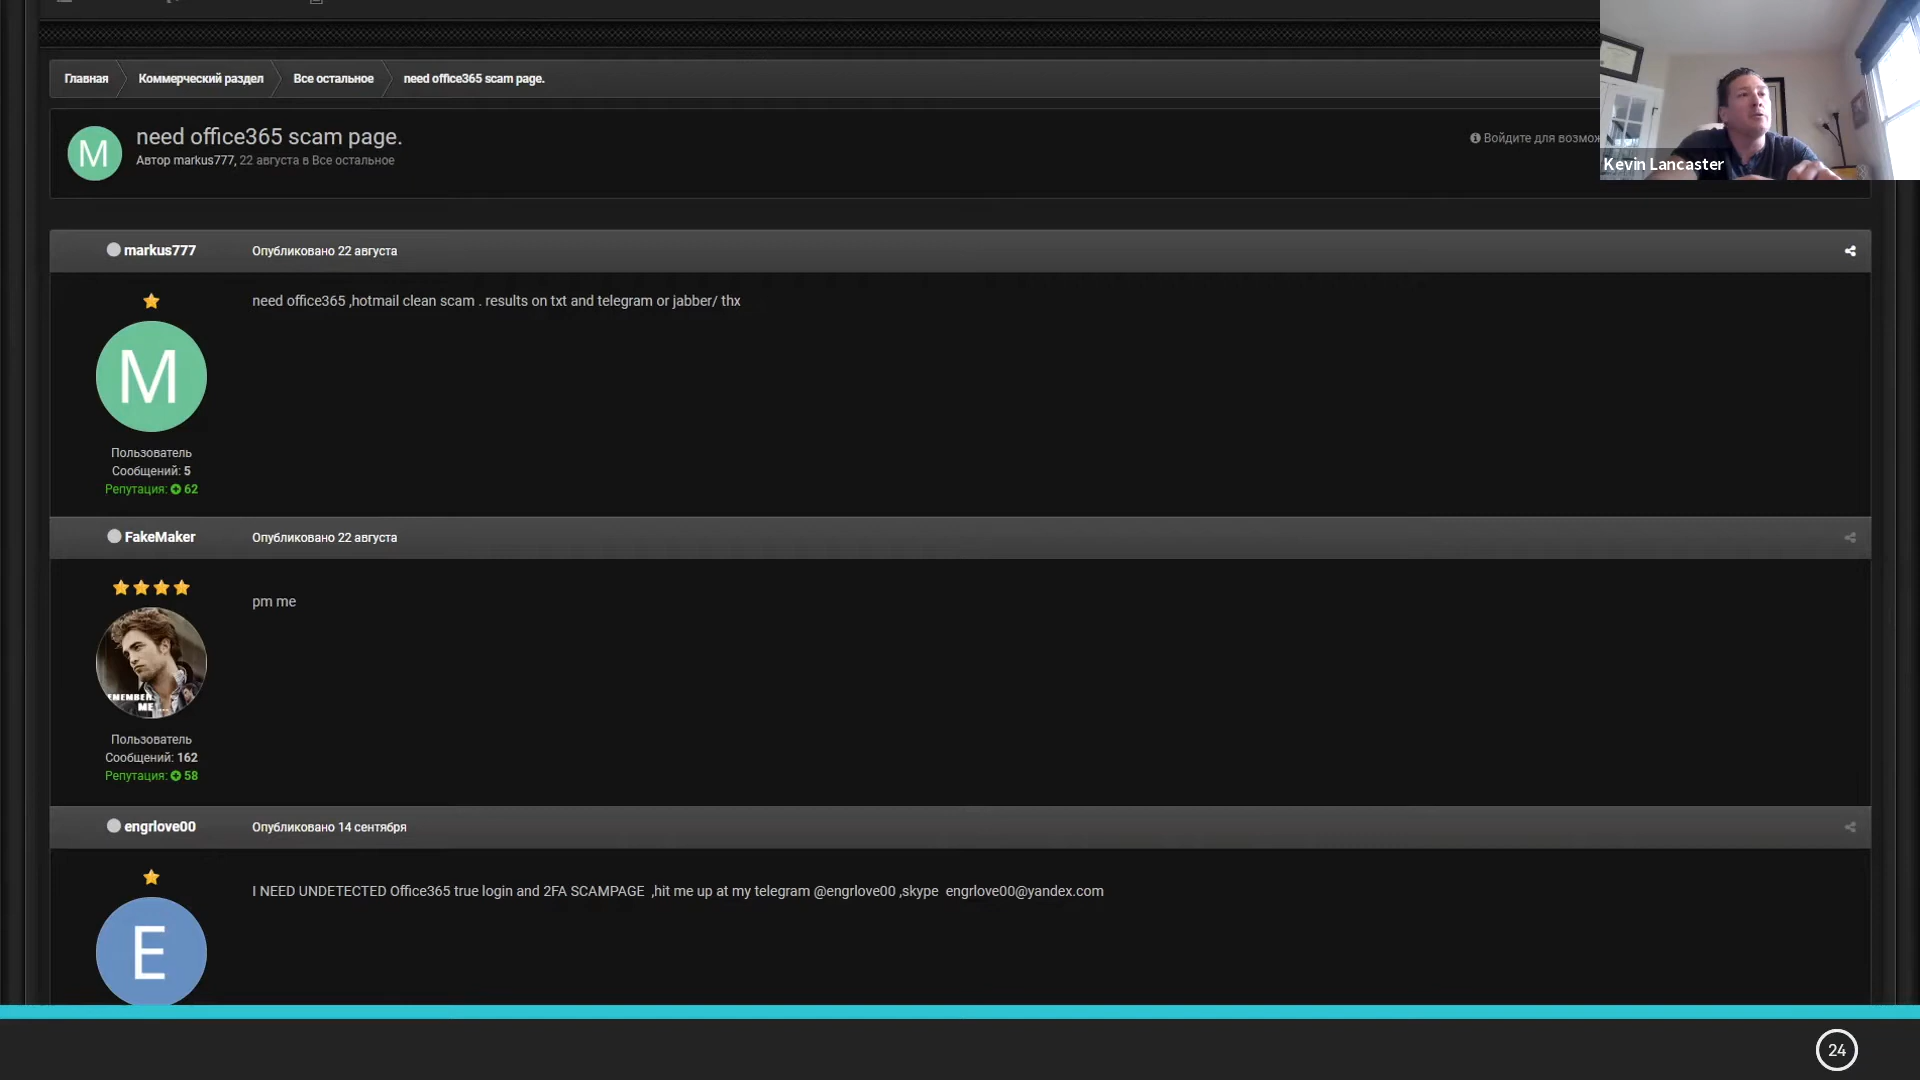 Главная
Коммерческий раздел
Все остальное
need office365 scam page.
M
need office365 scam page.
Автор markus777, 22 августа в Все остальное
Войдите для
Kevin Lancaster
markus777
Опубликовано 22 августа
need office365 ,hotmail clean scam . results on txt and telegram or jabber/ thx
M
Пользователь
Сообщений: 5
Репутация: 62
FakeMaker
Опубликовано 22 августа
pm me
ME ...
Пользователь
Сообщений: 162
Репутация: 58
engrlove00
Опубликовано 14 сентября
I NEED UNDETECTED Office365 true login and 2FA SCAMPAGE ,hit me up at my telegram @engrlove00 ,skype engrlove00@yandex.com
E
24